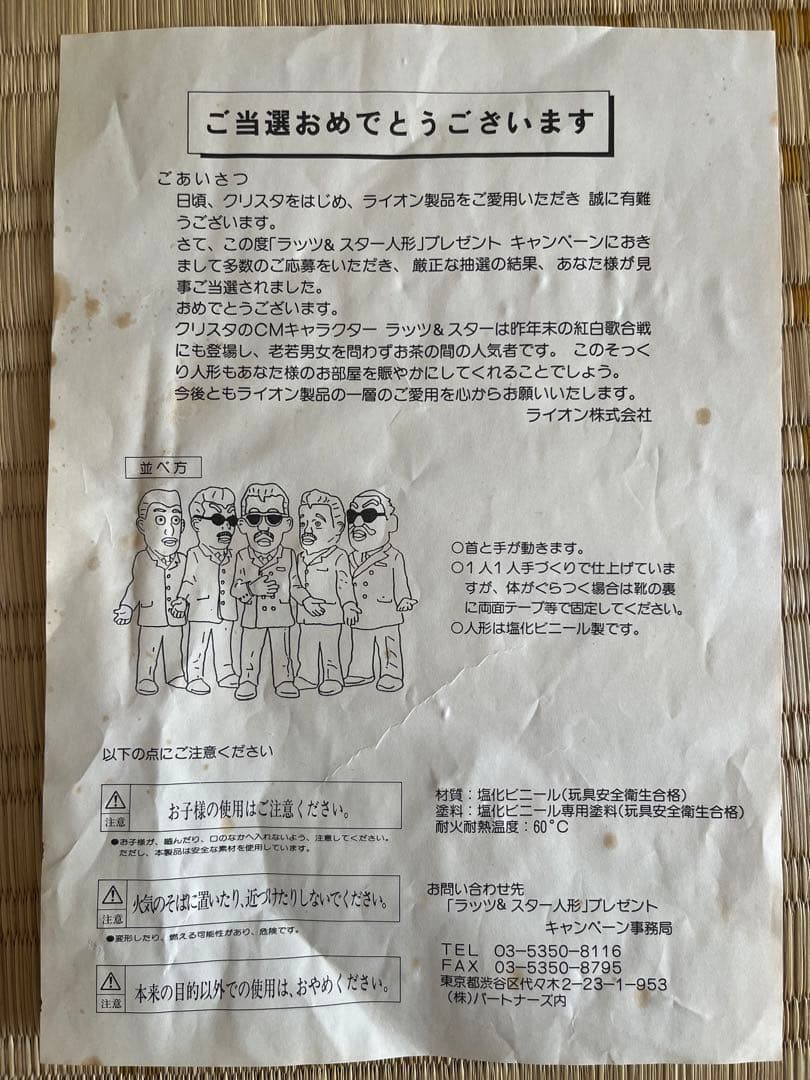 ご当選おめでとうございます
ごあいさつ
日頃、クリスタをはじめ、ライオン製品をご愛用いただき 誠に有難
うございます。
さて、この度「ラッツ& スター人形」プレゼント キャンペーンにおき
まして多数のご応募をいただき、厳正な抽選の結果、あなた様が見
事ご当選されました。
おめでとうございます。
クリスタのCMキャラクター ラッツ&スターは昨年末の紅白歌合戦
にも登場し、老若男女を問わずお茶の間の人気者です。 このそっく
り人形もあなた様のお部屋を賑やかにしてくれることでしょう。
今後ともライオン製品の一層のご愛用を心からお願いいたします。
ライオン株式会社
並べ方
○首と手が動きます。
○1人1人手づくりで仕上げていま
すが、体がぐらつく場合は靴の裏
に両面テープ等で固定してください。
○人形は塩化ビニール製です。
以下の点にご注意ください
注意
お子様の使用はご注意ください。
●お子様が、噛んだり、口のなかへ入れないよう、注意してください。
ただし、本製品は安全な素材を使用しています。
注意
火気のそばに置いたり、近づけたりしないでください。
●変形したり、燃える可能性があり、危険です。
注意
本来の目的以外での使用は、おやめください。
材質：塩化ビニール(玩具安全衛生合格)
塗料：塩化ビニール専用塗料(玩具安全衛生合格)
耐火耐熱温度：60°C
お問い合わせ先
「ラッツ& スター人形」プレゼント
キャンペーン事務局
TEL 03-5350-8116
FAX 03-5350-8795
東京都渋谷区代々木2-23-1-953
(株)パートナーズ内